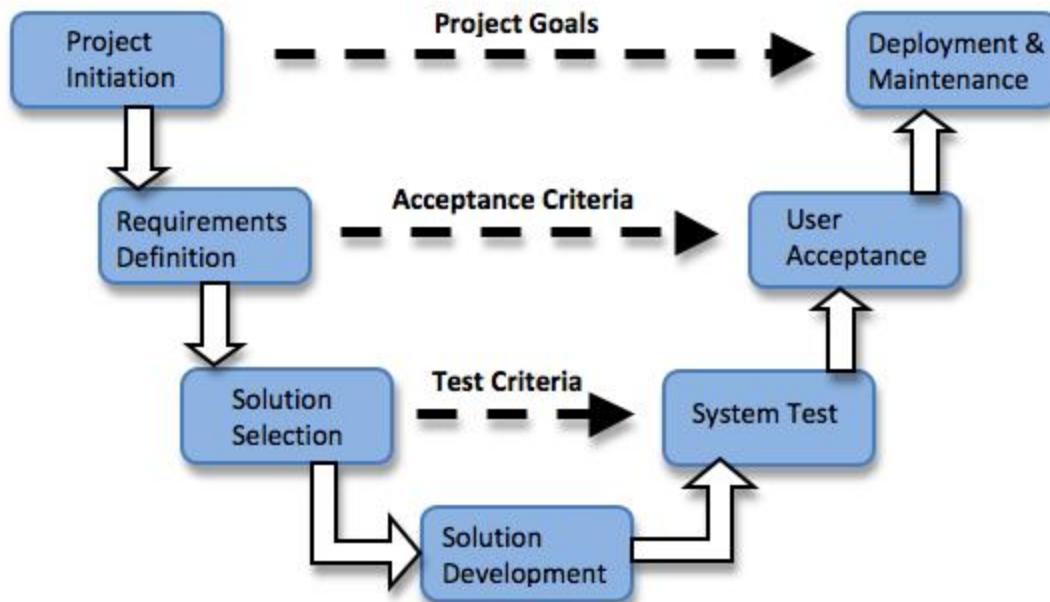 Project Goals
Project
Initiation
Deployment &
Maintenance
Acceptance Criteria
Requirements
Definition
User
Acceptance
Test Criteria
Solution
Selection
System Test
Solution
Development